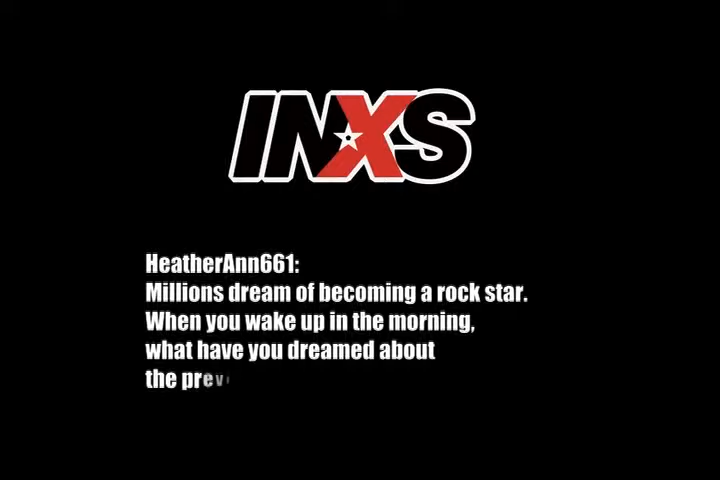 INXS
HeatherAnn661:
Millions dream of becoming a rock star.
When you wake up in the morning,
what have you dreamed about
the prev